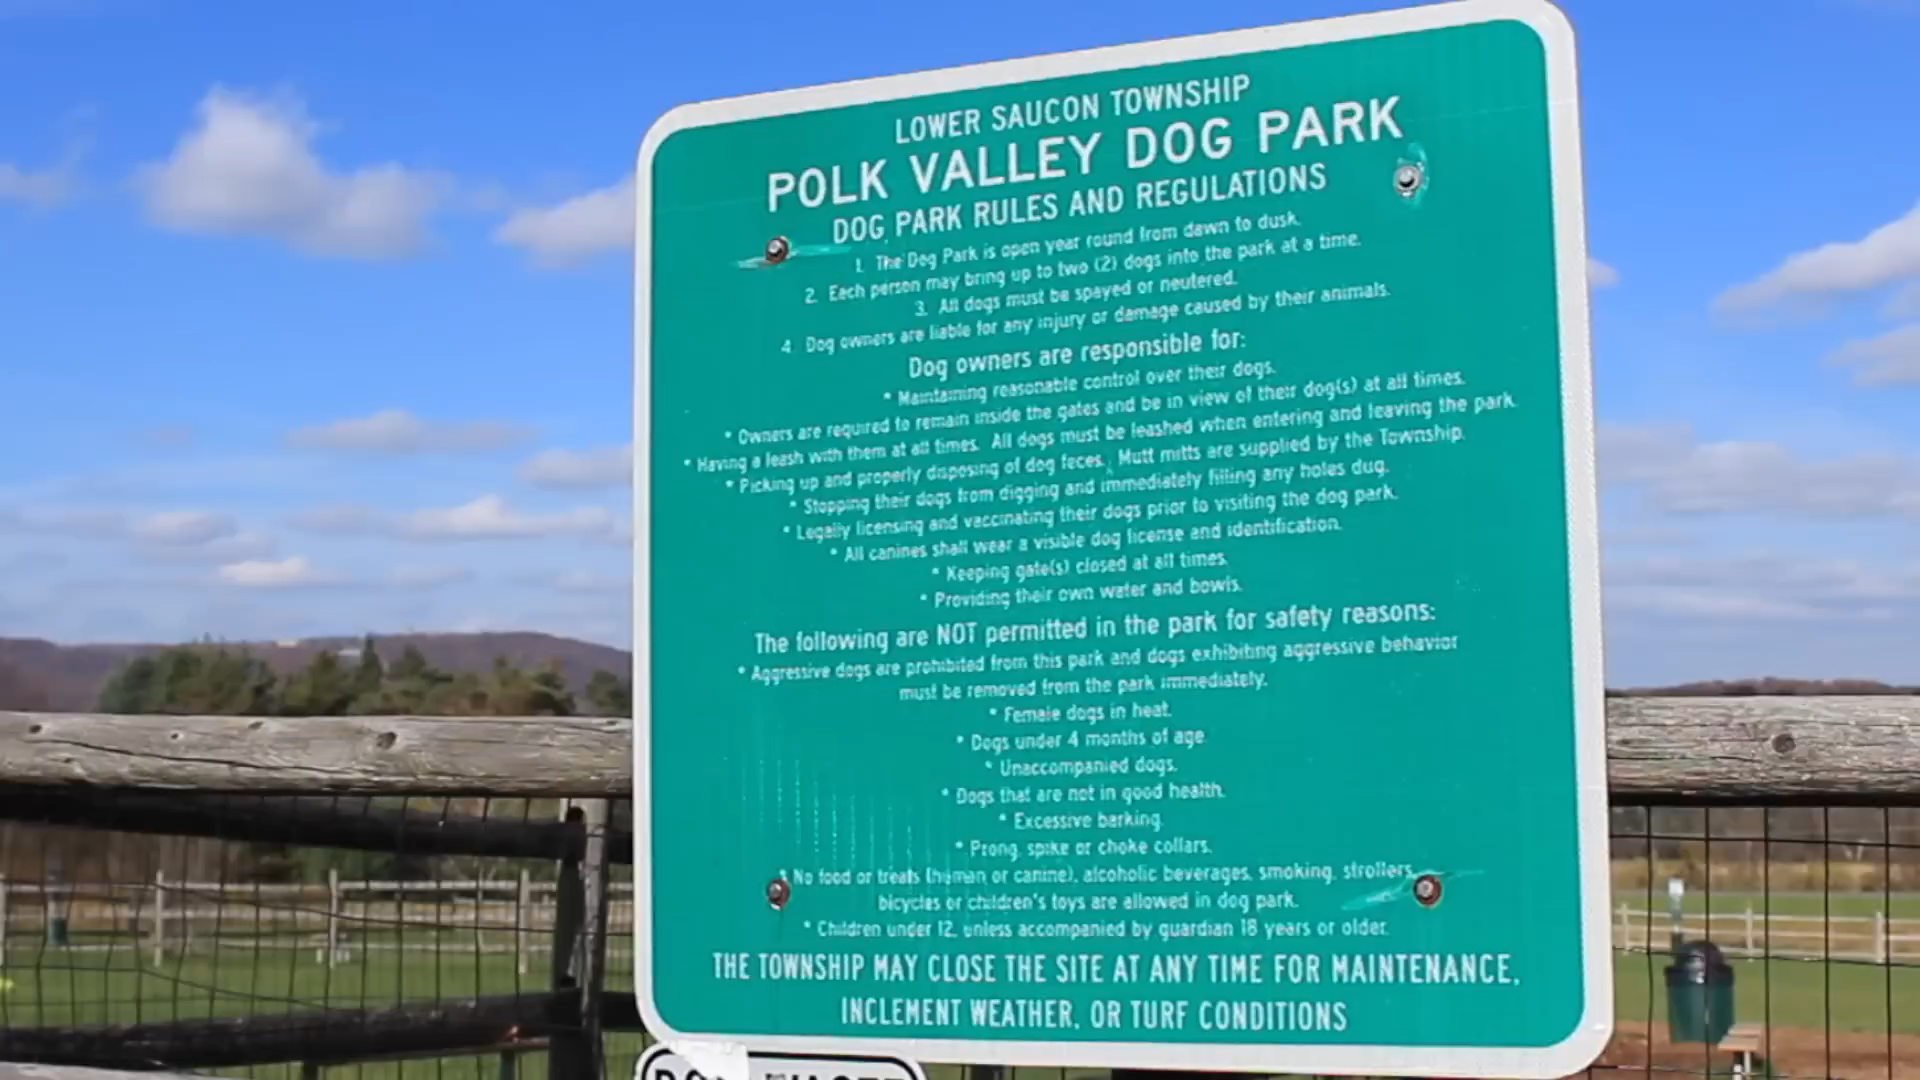 LOWER SAUCON TOWNSHIP
POLK VALLEY DOG PARK
DOG PARK RULES AND REGULATIONS
1. The Dog Park is open year round from dawn to dusk.
2. Each person may bring up to two (2) dogs into the park at a time.
3. All dogs must be spayed or neutered.
4. Dog owners are liable for any injury or damage caused by their animals.
Dog owners are responsible for:
* Maintaining reasonable control over their dogs.
* Owners are required to remain inside the gates and be in view of their dog(s) at all times.
* Having a leash with them at all times. All dogs must be leashed when entering and leaving the park.
* Picking up and properly disposing of dog feces. Mutt mitts are supplied by the Township.
* Stopping their dogs from digging and immediately filling any holes dug.
* Legally licensing and vaccinating their dogs prior to visiting the dog park.
* All canines shall wear a visible dog license and identification.
* Keeping gate(s) closed at all times.
* Providing their own water and bowls.
The following are NOT permitted in the park for safety reasons:
* Aggressive dogs are prohibited from this park and dogs exhibiting aggressive behavior
must be removed from the park immediately.
* Female dogs in heat.
* Dogs under 4 months of age.
* Unaccompanied dogs.
* Dogs that are not in good health.
* Excessive barking.
* Prong, spike or choke collars.
* No food or treats (human or canine), alcoholic beverages, smoking, strollers,
bicycles or children's toys are allowed in dog park.
* Children under 12, unless accompanied by guardian 18 years or older.
THE TOWNSHIP MAY CLOSE THE SITE AT ANY TIME FOR MAINTENANCE,
INCLEMENT WEATHER, OR TURF CONDITIONS